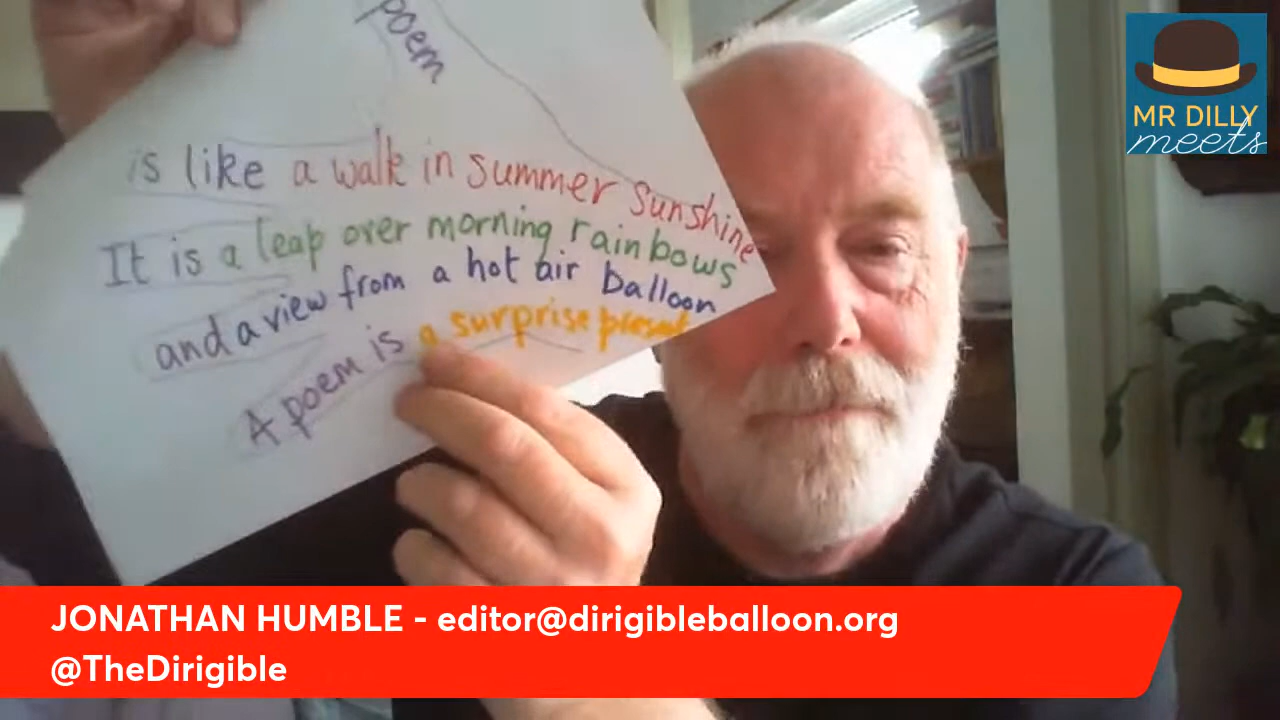 poem
is like a walk in summer sunshine
It is a leap over morning rainbows
and a view from a hot air balloon
A poem is a surprise present
MR DILLY
meets
JONATHAN HUMBLE - editor@dirigibleballoon.org
@TheDirigible